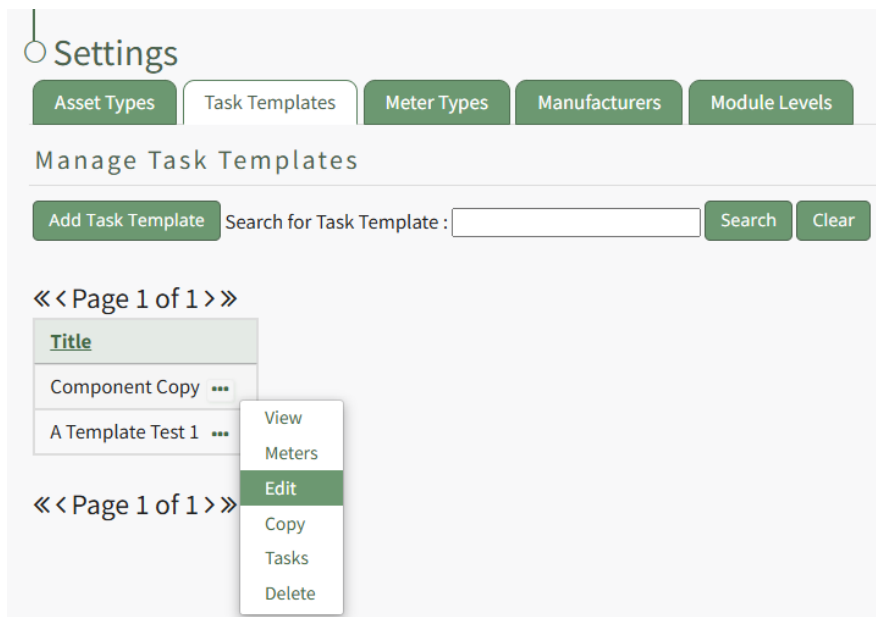 Settings
Asset Types Task Templates Meter Types Manufacturers Module Levels
Manage Task Templates
Add Task Template Search for Task Template : Search Clear
« < Page 1 of 1 > »
Title
Component Copy •••
A Template Test 1 •••
View
Meters
Edit
Copy
Tasks
Delete
« < Page 1 of 1 > »